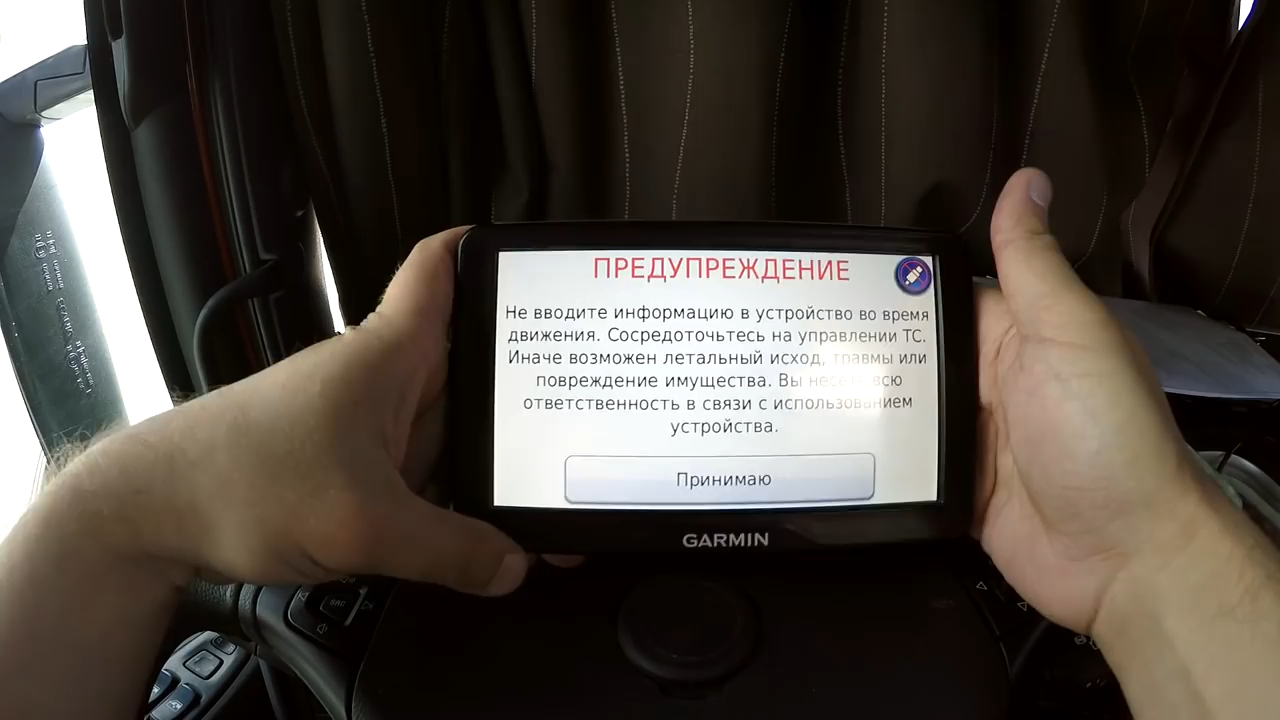 ПРЕДУПРЕЖДЕНИЕ
Не вводите информацию в устройство во время
движения. Сосредоточьтесь на управлении ТС.
Иначе возможен летальный исход, травмы или
повреждение имущества. Вы несете всю
ответственность в связи с использованием
устройства.
Принимаю
GARMIN
SRC